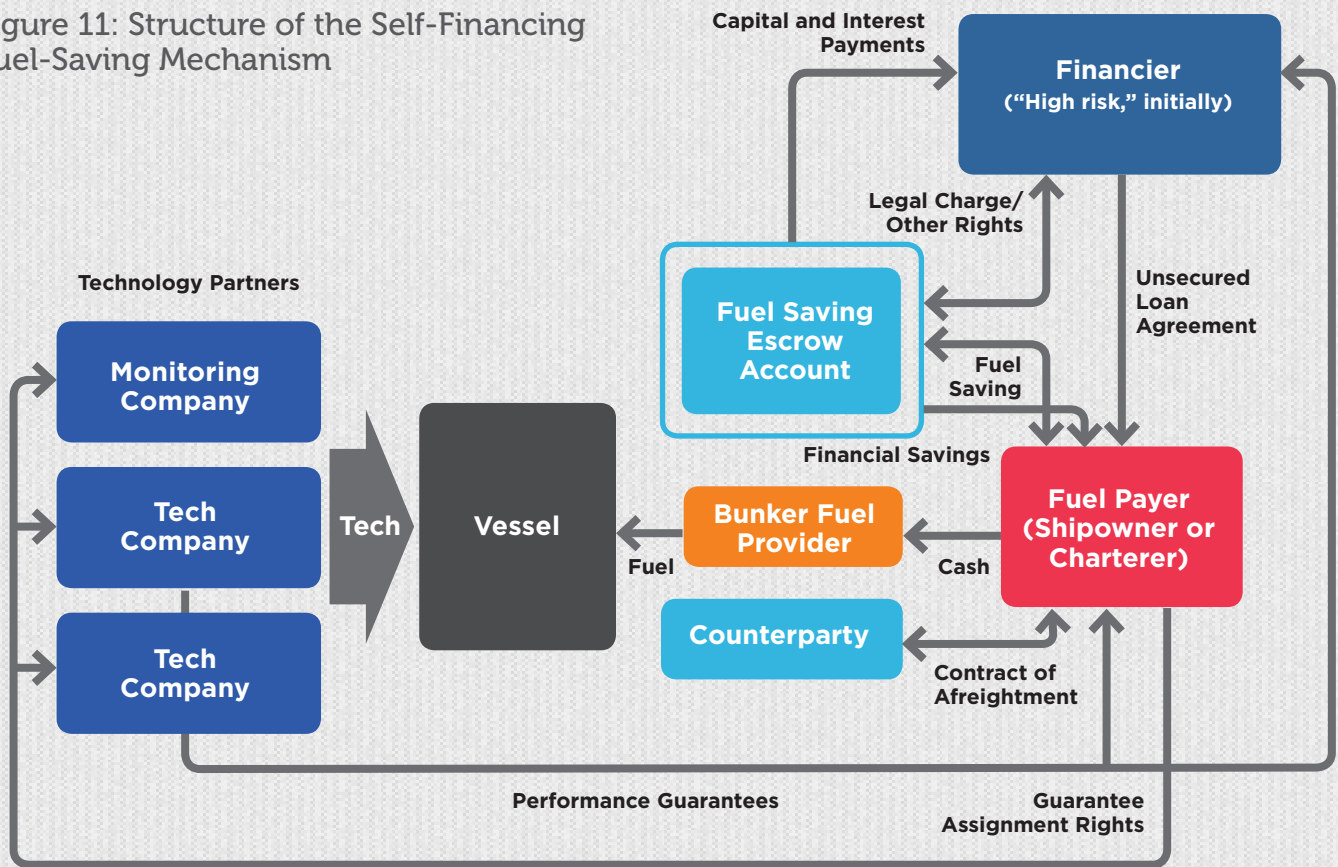 igure 11: Structure of the Self-Financing
uel-Saving Mechanism
Capital and Interest
Payments
Financier
(“High risk,” initially)
Legal Charge/
Other Rights
Unsecured
Loan
Agreement
Fuel Saving
Escrow
Account
Fuel
Saving
Financial Savings
Technology Partners
Monitoring
Company
Tech
Company
Tech
Company
Tech
Vessel
Fuel
Bunker Fuel
Provider
Cash
Fuel Payer
(Shipowner or
Charterer)
Counterparty
Contract of
Afreightment
Performance Guarantees
Guarantee
Assignment Rights